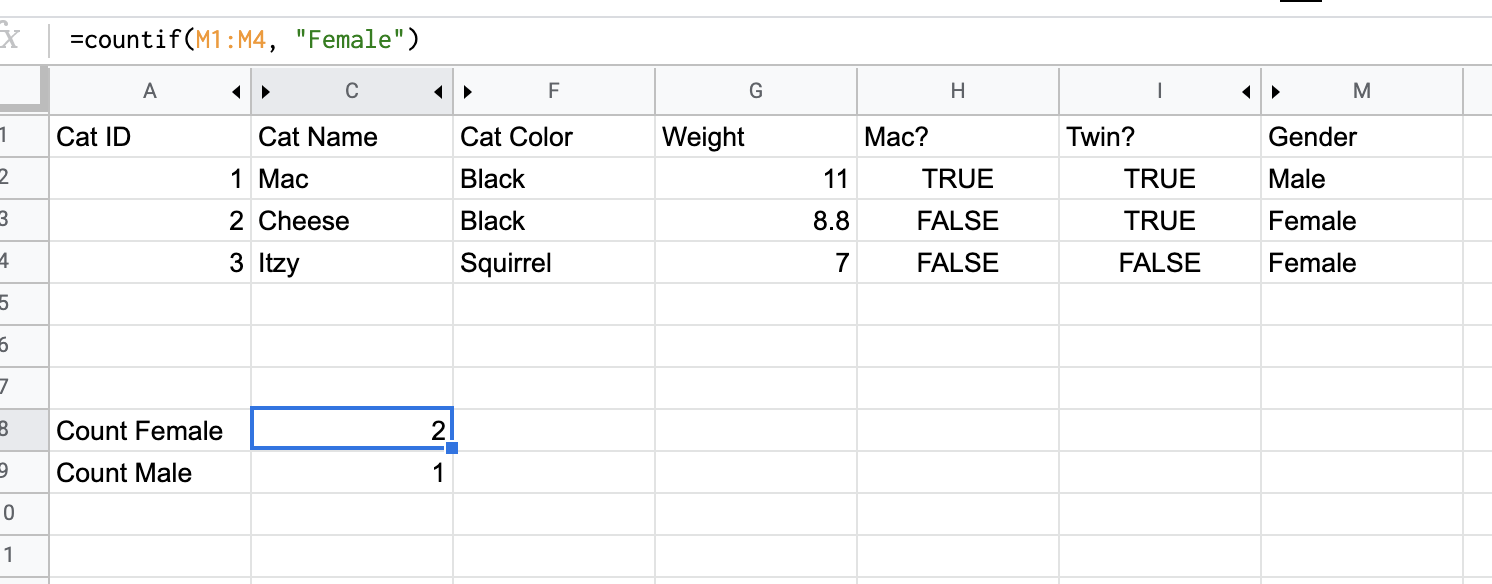 fx =countif(M1:M4, "Female")
A C F G H I M
1 Cat ID Cat Name Cat Color Weight Mac? Twin? Gender
2 1 Mac Black 11 TRUE TRUE Male
3 2 Cheese Black 8.8 FALSE TRUE Female
4 3 Itzy Squirrel 7 FALSE FALSE Female
5
6
7
8 Count Female 2
9 Count Male 1
0
1